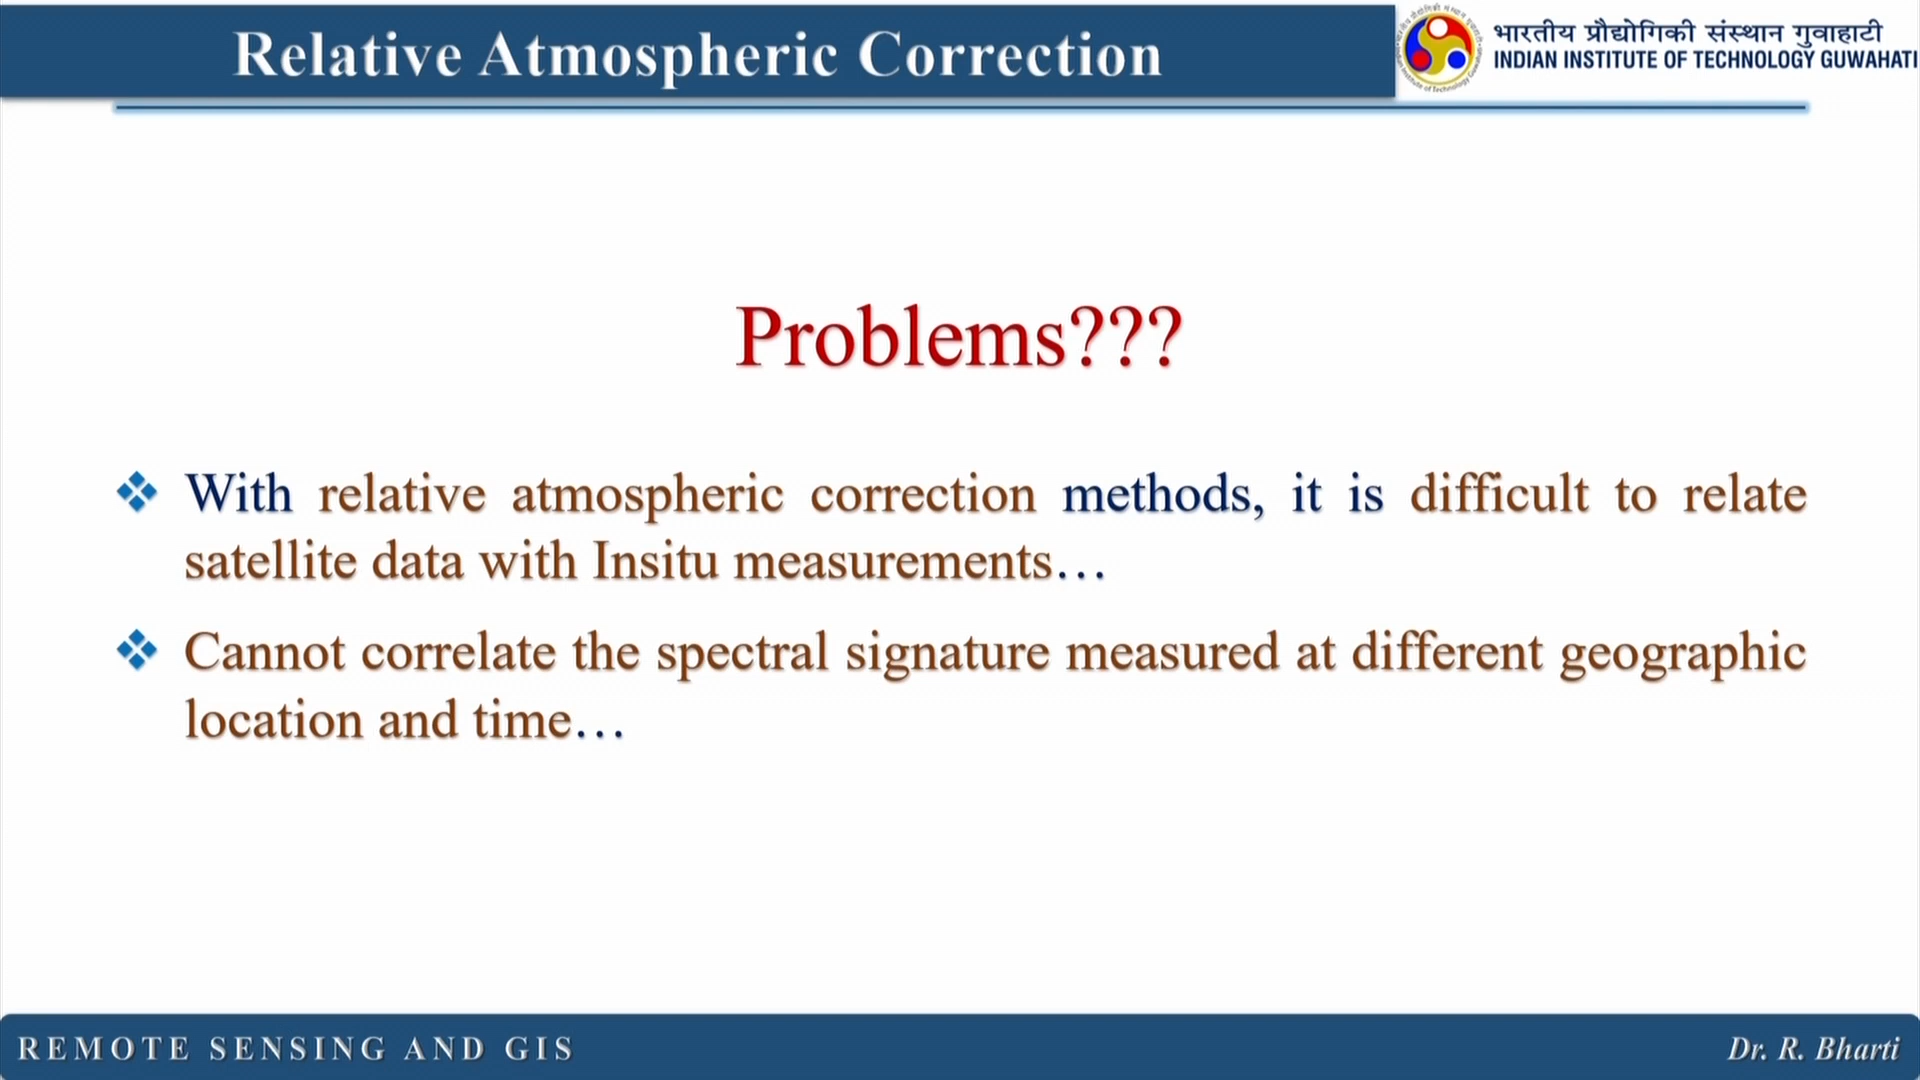 Relative Atmospheric Correction
भारतीय प्रौद्योगिकी संस्थान गुवाहाटी
INDIAN INSTITUTE OF TECHNOLOGY GUWAHATI
Problems???
With relative atmospheric correction methods, it is difficult to relate
satellite data with Insitu measurements…
Cannot correlate the spectral signature measured at different geographic
location and time…
REMOTE SENSING AND GIS
Dr. R. Bharti